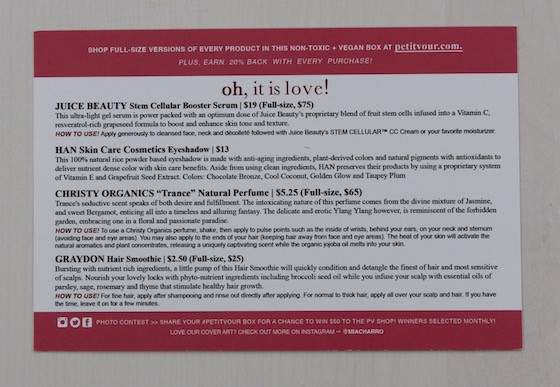 SHOP FULL-SIZE VERSIONS OF EVERY PRODUCT IN THIS NON-TOXIC + VEGAN BOX AT petitvour.com.
PLUS, EARN 20% BACK WITH EVERY PURCHASE!
oh, it is love!
JUICE BEAUTY Stem Cellular Booster Serum | $19 (Full-size, $75)
This ultra-light gel serum is power packed with an optimum dose of Juice Beauty's proprietary blend of fruit stem cells infused into a Vitamin C,
resveratrol-rich grapeseed formula to boost and enhance skin tone and texture.
HOW TO USE! Apply generously to cleansed face, neck and décolleté followed with Juice Beauty's STEM CELLULAR™ CC Cream or your favorite moisturizer.
HAN Skin Care Cosmetics Eyeshadow | $13
This 100% natural rice powder based eyeshadow is made with anti-aging ingredients, plant-derived colors and natural pigments with antioxidants to
deliver nutrient dense color with skin care benefits. Aside from using clean ingredients, HAN preserves their products by using a proprietary system
of Vitamin E and Grapefruit Seed Extract. Colors: Chocolate Bronze, Cool Coconut, Golden Glow and Taupey Plum
CHRISTY ORGANICS “Trance” Natural Perfume | $5.25 (Full-size, $65)
Trance's seductive scent speaks of both desire and fulfillment. The intoxicating nature of this perfume comes from the divine mixture of Jasmine,
and sweet Bergamot, enticing all into a timeless and alluring fantasy. The delicate and erotic Ylang Ylang however, is reminiscent of the forbidden
garden, embracing one in a floral and passionate paradise.
HOW TO USE! To use a Christy Organics perfume, shake, then apply to pulse points such as the inside of wrists, behind your ears, on your neck and sternum
(avoiding face and eye areas). You may also apply to the ends of your hair (keeping hair away from face and eye areas). The heat of your skin will activate the
natural aromatics and plant concentrates, releasing a uniquely captivating scent while the organic jojoba oil melts into your skin.
GRAYDON Hair Smoothie | $2.50 (Full-size, $25)
Bursting with nutrient rich ingredients, a little pump of this Hair Smoothie will quickly condition and detangle the finest of hair and most sensitive
of scalps. Nourish your lovely locks with phyto-nutrient ingredients including broccoli seed oil while you infuse your scalp with essential oils of
parsley, sage, rosemary and thyme that stimulate healthy hair growth.
HOW TO USE! For fine hair, apply after shampooing and rinse out directly after applying. For normal to thick hair, apply all over your scalp and hair. If you have
the time, leave it on for a few minutes.
PHOTO CONTEST >> SHARE YOUR #PETITVOUR BOX FOR A CHANCE TO WIN $50 TO THE PV SHOP! WINNERS SELECTED MONTHLY!
LOVE OUR COVER ART? CHECK OUT MORE ON INSTAGRAM → @MIACHARRO